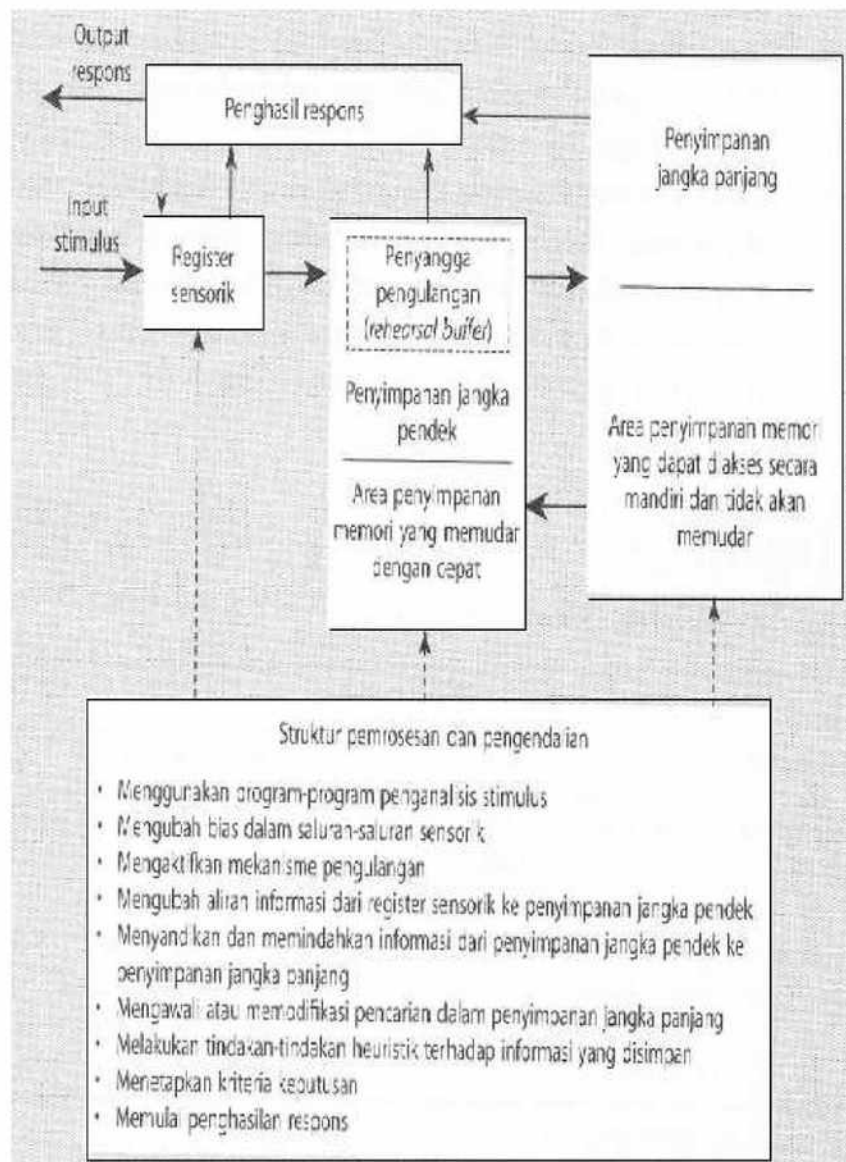 Output
respons
Penghasil respons
Penyimpanan
jangka panjang
Input
stimulus
Register
sensorik
Penyangga
pengulangan
(rehearsal buffer)
Penyimpanan jangka
pendek
Area penyimpanan
memori yang memudar
dengan cepat
Area penyimpanan memori
yang dapat diakses secara
mandiri dan tidak akan
memudar
Struktur pemrosesan dan pengendalian
• Menggunakan program-program penganalisis stimulus
• Mengubah bias dalam saluran-saluran sensorik
• Mengaktifkan mekanisme pengulangan
• Mengubah aliran informasi dari register sensorik ke penyimpanan jangka pendek
• Menyandikan dan memindahkan informasi dari penyimpanan jangka pendek ke
penyimpanan jangka panjang
• Mengawali atau memodifikasi pencarian dalam penyimpanan jangka panjang
• Melakukan tindakan-tindakan heuristik terhadap informasi yang disimpan
• Menetapkan kriteria keputusan
• Memulai penghasilan respons